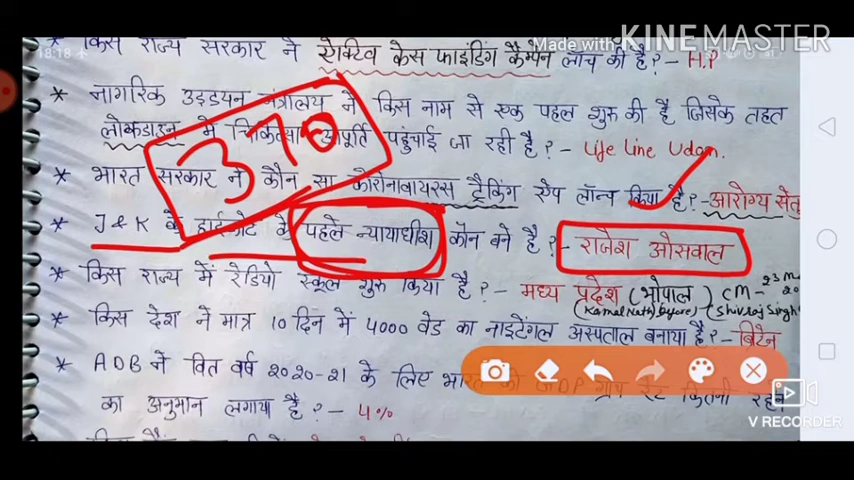 18:18
Made with KINEMASTER
* किस राज्य सरकार ने एक्टिव केस फाइंडिंग कैम्पेन लॉंच की है? - H.P
* नागरिक उड्डयन मंत्रालय ने किस नाम से एक पहल शुरू की है जिसके तहत
लोकडाउन में चिकित्सा आपूर्ति पहुंचाई जा रही है? - Life Line Udan.
* भारत सरकार ने कौन सा कोरोनावायरस ट्रैकिंग ऐप लॉन्च किया है? - आरोग्य सेतु
370
* J&K के हाईकोर्ट के पहले न्यायाधीश कौन बने है? - राजेश ओसवाल
* किस राज्य में रेडियो स्कूल शुरू किया है? - मध्य प्रदेश (भोपाल) CM - 23 M
(Kamal Nath) before) (Shivraj Singh
* किस देश ने मात्र 10 दिन में 4000 वेड का नाइटेंगल अस्पताल बनाया है? - ब्रिटेन
* ADB ने वित वर्ष 2020-21 के लिए भारत की GDP रेट कितनी रहने
का अनुमान लगाया है? - 4%
V RECORDER